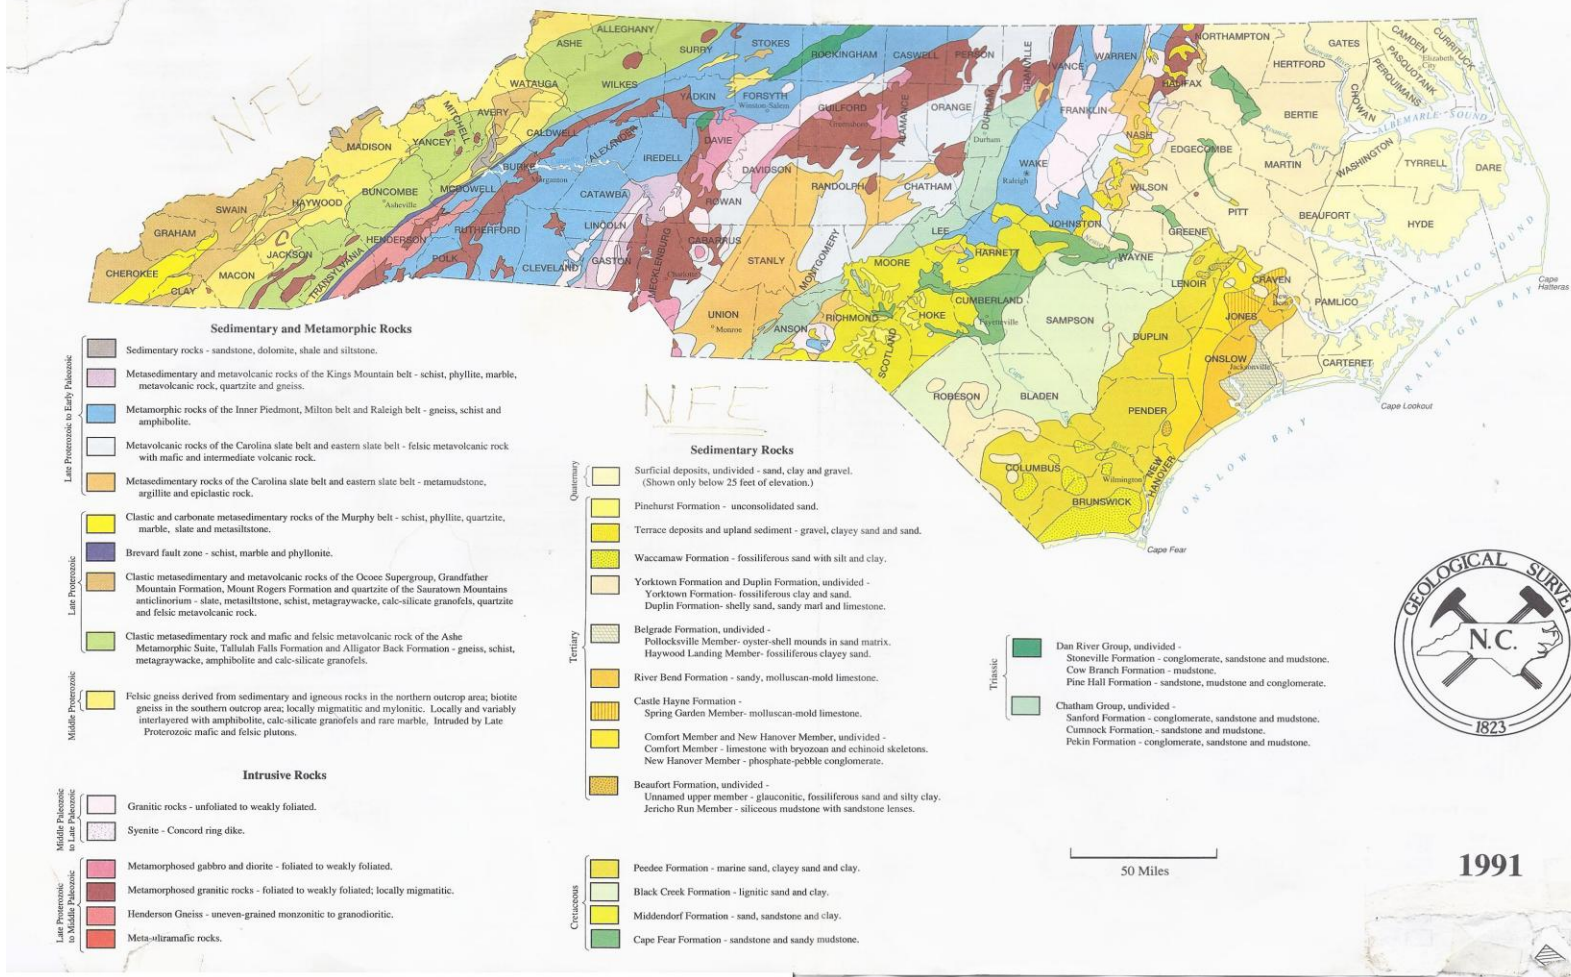 NFE
ALLEGHANY
ASHE
SURRY
STOKES
ROCKINGHAM
CASWELL
PERSON
GRANVILLE
VANCE
WARREN
NORTHAMPTON
GATES
CAMDEN
CURRITUCK
PASQUOTANK
PERQUIMANS
Elizabeth City
HERTFORD
HALIFAX
WATAUGA
WILKES
YADKIN
FORSYTH
Winston-Salem
GUILFORD
Greensboro
ALAMANCE
ORANGE
DURHAM
Durham
FRANKLIN
NASH
BERTIE
CHOWAN
ALBEMARLE SOUND
MITCHELL
AVERY
CALDWELL
ALEXANDER
IREDELL
DAVIE
DAVIDSON
EDGECOMBE
Roanoke River
WASHINGTON
TYRRELL
DARE
MADISON
YANCEY
BURKE
Morganton
CATAWBA
ROWAN
RANDOLPH
CHATHAM
WAKE
Raleigh
WILSON
MARTIN
BUNCOMBE
Asheville
MCDOWELL
HAYWOOD
SWAIN
GRAHAM
LINCOLN
RUTHERFORD
HENDERSON
CABARRUS
LEE
JOHNSTON
PITT
GREENE
BEAUFORT
HYDE
C
JACKSON
MACON
CHEROKEE
CLAY
TRANSYLVANIA
POLK
CLEVELAND
GASTON
MECKLENBURG
Charlotte
STANLY
MONTGOMERY
MOORE
HARNETT
WAYNE
LENOIR
CRAVEN
New Bern
PAMLICO
PAMLICO SOUND
Cape Hatteras
UNION
Monroe
ANSON
RICHMOND
SCOTLAND
HOKE
CUMBERLAND
Fayetteville
SAMPSON
DUPLIN
JONES
ONSLOW
Jacksonville
CARTERET
RALEIGH BAY
Cape Lookout
NFE
ROBESON
BLADEN
Cape
PENDER
River
COLUMBUS
NEW HANOVER
Wilmington
BRUNSWICK
Cape Fear
ONSLOW BAY
Sedimentary and Metamorphic Rocks
Late Proterozoic to Early Paleozoic
Sedimentary rocks - sandstone, dolomite, shale and siltstone.
Metasedimentary and metavolcanic rocks of the Kings Mountain belt - schist, phyllite, marble,
metavolcanic rock, quartzite and gneiss.
Metamorphic rocks of the Inner Piedmont, Milton belt and Raleigh belt - gneiss, schist and
amphibolite.
Metavolcanic rocks of the Carolina slate belt and eastern slate belt - felsic metavolcanic rock
with mafic and intermediate volcanic rock.
Metasedimentary rocks of the Carolina slate belt and eastern slate belt - metamudstone,
argillite and epiclastic rock.
Late Proterozoic
Clastic and carbonate metasedimentary rocks of the Murphy belt - schist, phyllite, quartzite,
marble, slate and metasiltstone.
Brevard fault zone - schist, marble and phyllonite.
Clastic metasedimentary and metavolcanic rocks of the Ocoee Supergroup, Grandfather
Mountain Formation, Mount Rogers Formation and quartzite of the Sauratown Mountains
anticlinorium - slate, metasiltstone, schist, metagraywacke, calc-silicate granofels, quartzite
and felsic metavolcanic rock.
Clastic metasedimentary rock and mafic and felsic metavolcanic rock of the Ashe
Metamorphic Suite, Tallulah Falls Formation and Alligator Back Formation - gneiss, schist,
metagraywacke, amphibolite and calc-silicate granofels.
Middle Proterozoic
Felsic gneiss derived from sedimentary and igneous rocks in the northern outcrop area; biotite
gneiss in the southern outcrop area; locally migmatitic and mylonitic. Locally and variably
interlayered with amphibolite, calc-silicate granofels and rare marble, Intruded by Late
Proterozoic mafic and felsic plutons.
Intrusive Rocks
Middle Paleozoic to Late Paleozoic
Granitic rocks - unfoliated to weakly foliated.
Syenite - Concord ring dike.
Late Proterozoic to Middle Paleozoic
Metamorphosed gabbro and diorite - foliated to weakly foliated.
Metamorphosed granitic rocks - foliated to weakly foliated; locally migmatitic.
Henderson Gneiss - uneven-grained monzonitic to granodioritic.
Meta-ultramafic rocks.
Sedimentary Rocks
Quaternary
Surficial deposits, undivided - sand, clay and gravel.
(Shown only below 25 feet of elevation.)
Tertiary
Pinehurst Formation - unconsolidated sand.
Terrace deposits and upland sediment - gravel, clayey sand and sand.
Waccamaw Formation - fossiliferous sand with silt and clay.
Yorktown Formation and Duplin Formation, undivided -
Yorktown Formation- fossiliferous clay and sand.
Duplin Formation- shelly sand, sandy marl and limestone.
Belgrade Formation, undivided -
Pollocksville Member- oyster-shell mounds in sand matrix.
Haywood Landing Member- fossiliferous clayey sand.
River Bend Formation - sandy, molluscan-mold limestone.
Castle Hayne Formation -
Spring Garden Member- molluscan-mold limestone.
Comfort Member and New Hanover Member, undivided -
Comfort Member - limestone with bryozoan and echinoid skeletons.
New Hanover Member - phosphate-pebble conglomerate.
Beaufort Formation, undivided -
Unnamed upper member - glauconitic, fossiliferous sand and silty clay.
Jericho Run Member - siliceous mudstone with sandstone lenses.
Cretaceous
Peedee Formation - marine sand, clayey sand and clay.
Black Creek Formation - lignitic sand and clay.
Middendorf Formation - sand, sandstone and clay.
Cape Fear Formation - sandstone and sandy mudstone.
Triassic
Dan River Group, undivided -
Stoneville Formation - conglomerate, sandstone and mudstone.
Cow Branch Formation - mudstone.
Pine Hall Formation - sandstone, mudstone and conglomerate.
Chatham Group, undivided -
Sanford Formation - conglomerate, sandstone and mudstone.
Cumnock Formation,- sandstone and mudstone.
Pekin Formation - conglomerate, sandstone and mudstone.
GEOLOGICAL SURVEY
N.C.
1823
50 Miles
1991